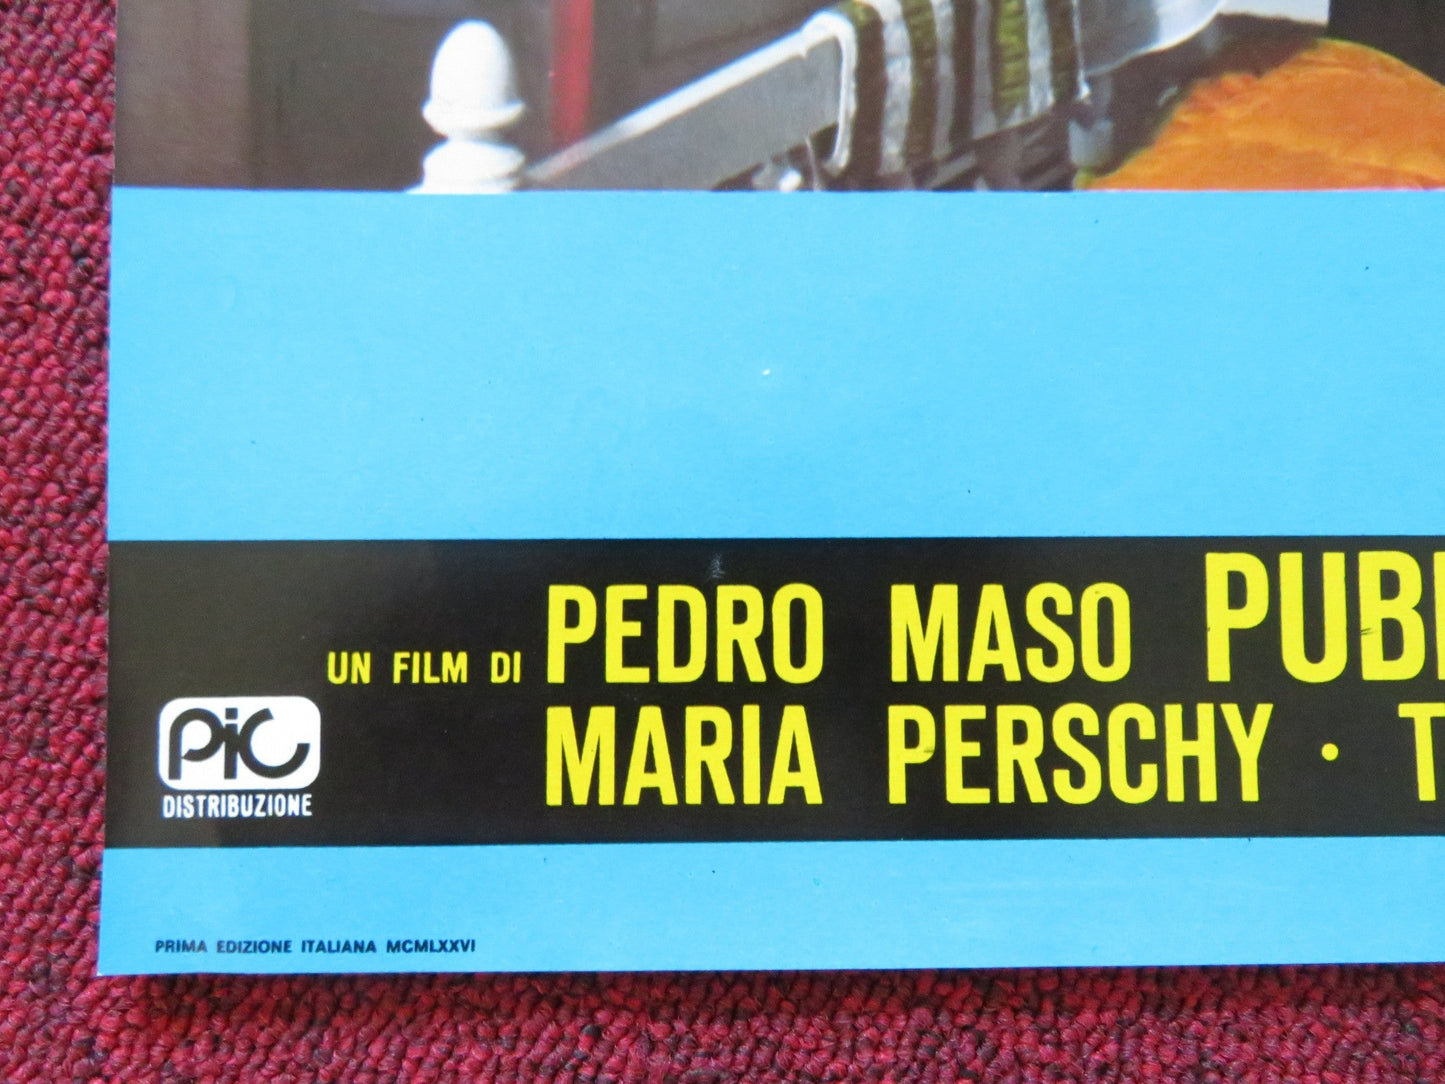 UN FILM DI PEDRO MASO
MARIA PERSCHY ·
PiC
DISTRIBUZIONE
PRIMA EDIZIONE ITALIANA MCMLXXVI